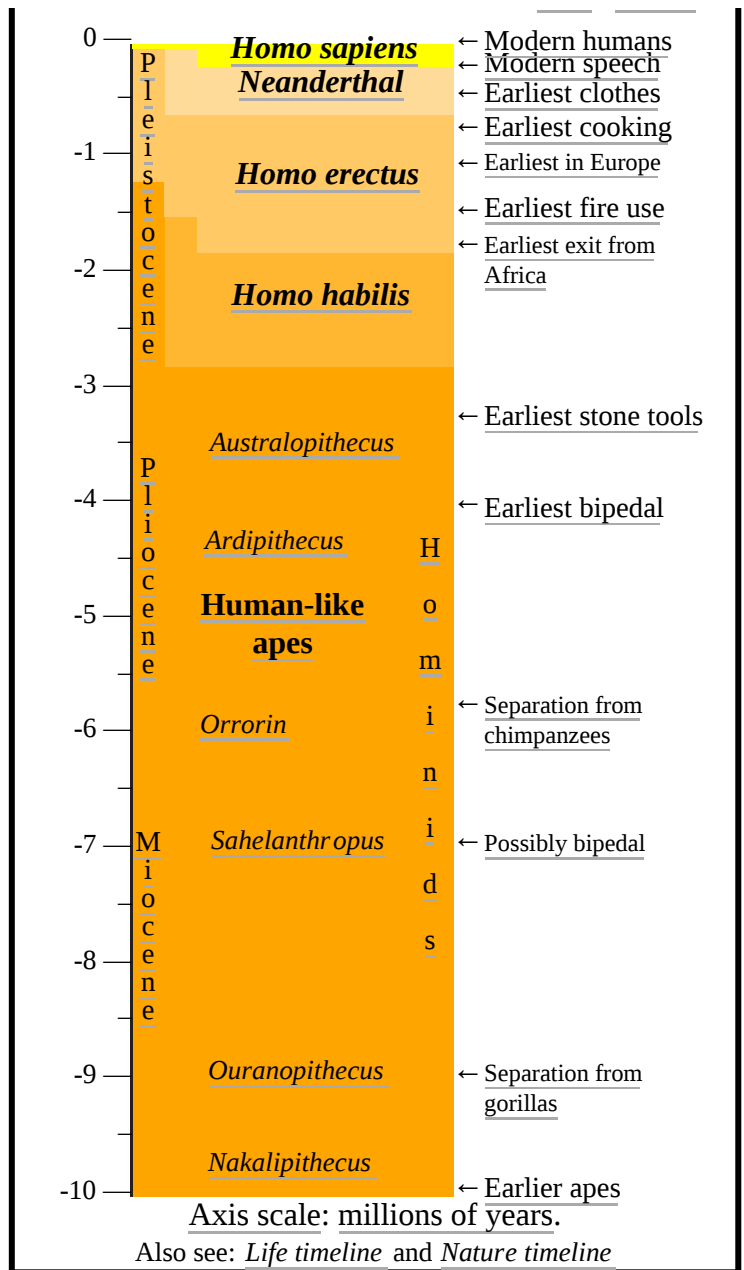 0
-1
-2
-3
-4
-5
-6
-7
-8
-9
-10
Pleistocene
Pliocene
Miocene
Hominids
Homo sapiens
Neanderthal
Homo erectus
Homo habilis
Australopithecus
Ardipithecus
Human-like
apes
Orrorin
Sahelanthropus
Ouranopithecus
Nakalipithecus
← Modern humans
← Modern speech
← Earliest clothes
← Earliest cooking
← Earliest in Europe
← Earliest fire use
← Earliest exit from
Africa
← Earliest stone tools
← Earliest bipedal
← Separation from
chimpanzees
← Possibly bipedal
← Separation from
gorillas
← Earlier apes
Axis scale: millions of years.
Also see: Life timeline and Nature timeline